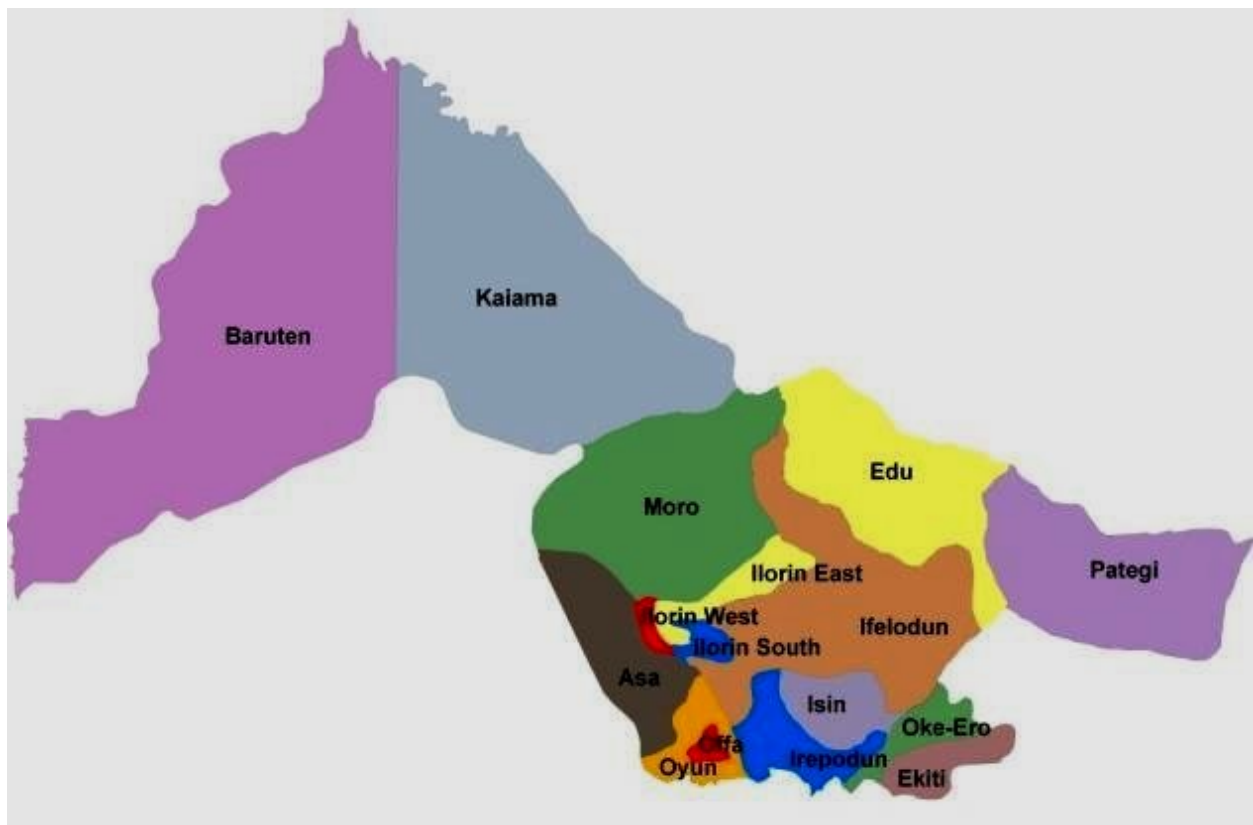 Kaiama
Baruten
Edu
Moro
Pategi
Ilorin East
Ilorin West
Ifelodun
Ilorin South
Asa
Isin
Oke-Ero
Offa
Irepodun
Oyun
Ekiti